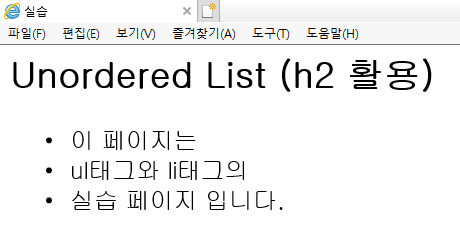 실습
파일(F) 편집(E) 보기(V) 즐겨찾기(A) 도구(T) 도움말(H)
Unordered List (h2 활용)
• 이 페이지는
• ul태그와 li태그의
• 실습 페이지 입니다.